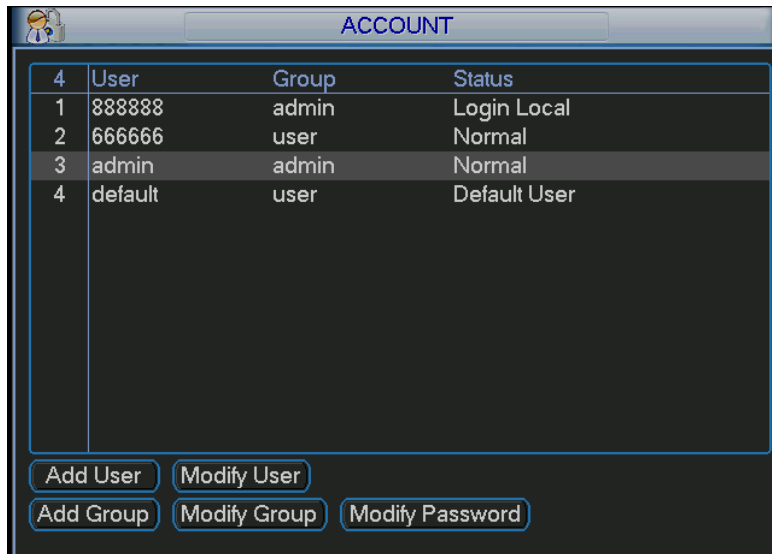 ACCOUNT
4 User Group Status
1 888888 admin Login Local
2 666666 user Normal
3 admin admin Normal
4 default user Default User
Add User Modify User
Add Group Modify Group Modify Password